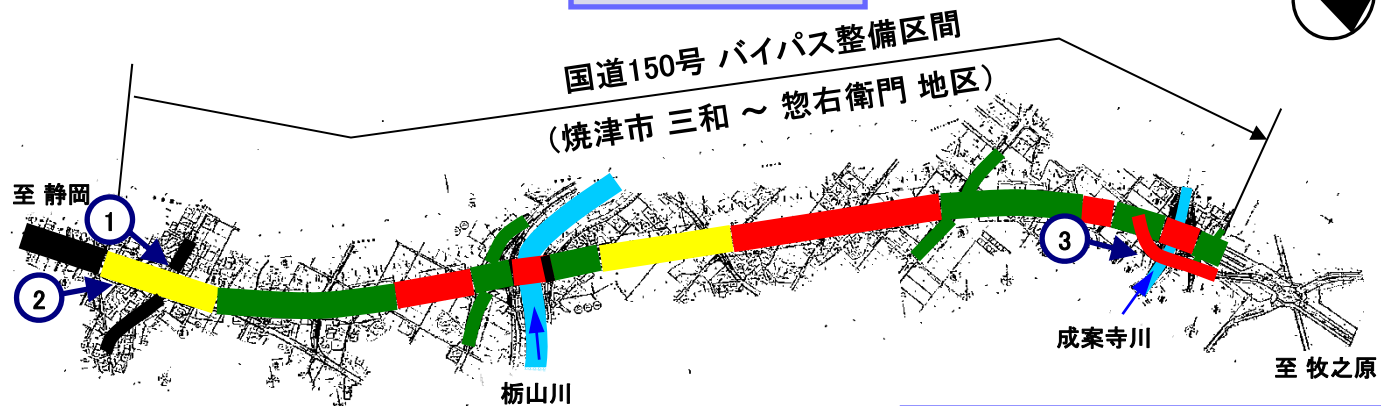 国道150号 バイパス整備区間
(焼津市 三和 ~ 惣右衛門 地区)
至 静岡
1
2
3
栃山川
成案寺川
至 牧之原